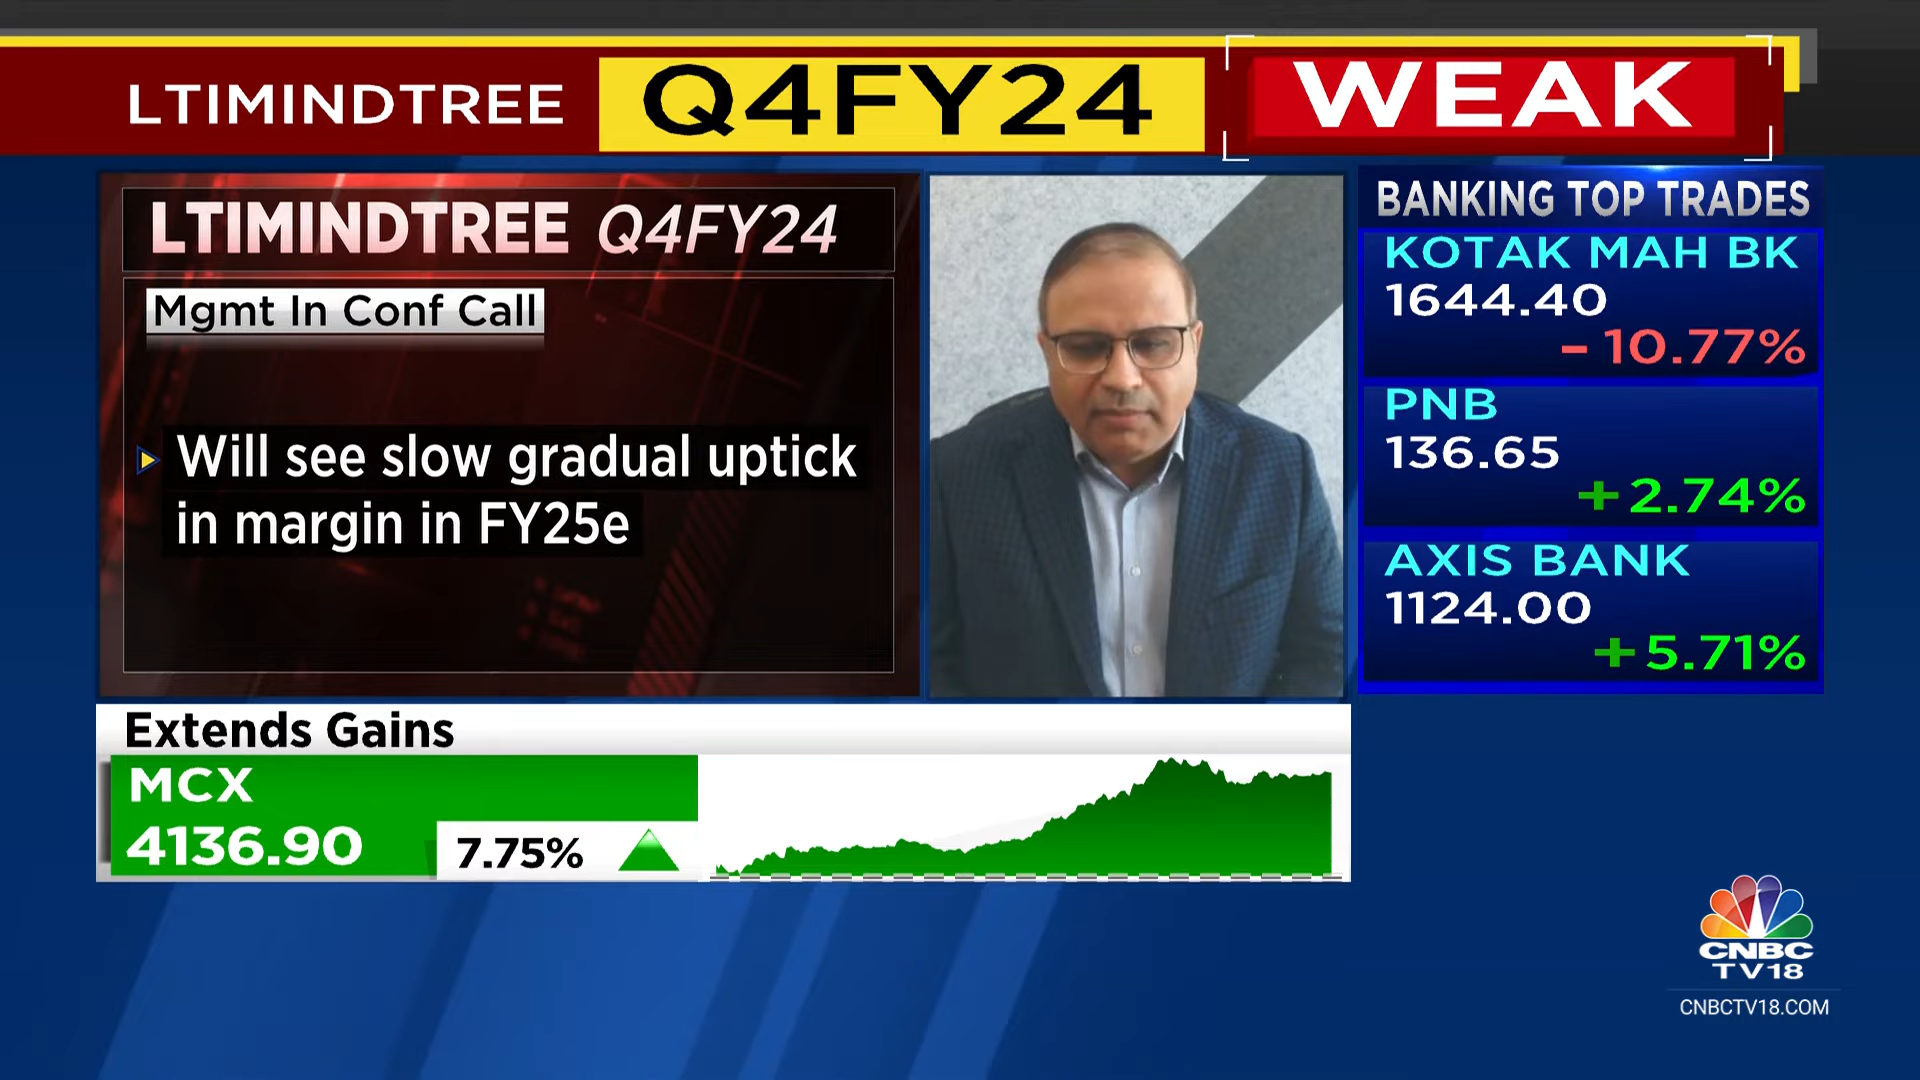 LTIMINDTREE Q4FY24 WEAK
LTIMINDTREE Q4FY24
Mgmt In Conf Call
Will see slow gradual uptick
in margin in FY25e
BANKING TOP TRADES
KOTAK MAH BK
1644.40
- 10.77%
PNB
136.65
+ 2.74%
AXIS BANK
1124.00
+ 5.71%
Extends Gains
MCX
4136.90
7.75%
CNBC
TV18
CNBCTV18.COM